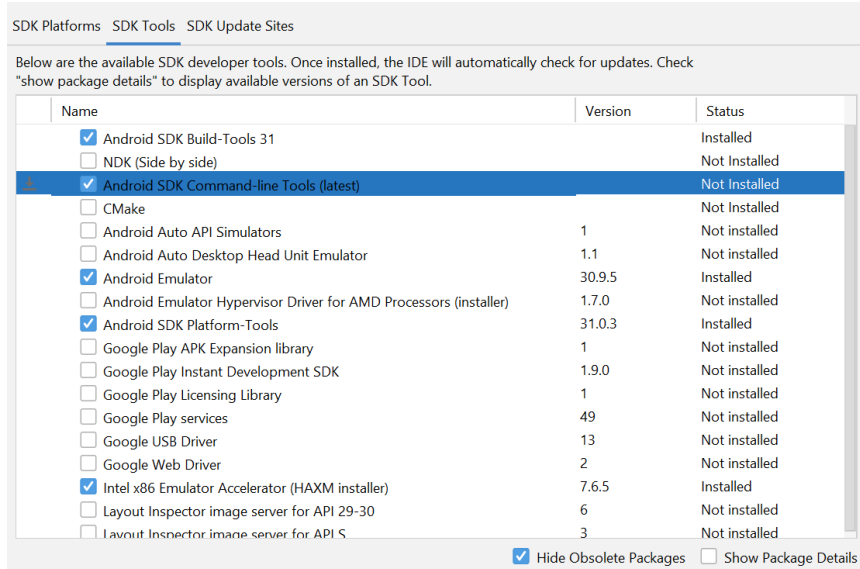 SDK Platforms SDK Tools SDK Update Sites
Below are the available SDK developer tools. Once installed, the IDE will automatically check for updates. Check
"show package details" to display available versions of an SDK Tool.
Name Version Status
Android SDK Build-Tools 31 Installed
NDK (Side by side) Not Installed
Android SDK Command-line Tools (latest) Not Installed
CMake Not Installed
Android Auto API Simulators 1 Not installed
Android Auto Desktop Head Unit Emulator 1.1 Not installed
Android Emulator 30.9.5 Installed
Android Emulator Hypervisor Driver for AMD Processors (installer) 1.7.0 Not installed
Android SDK Platform-Tools 31.0.3 Installed
Google Play APK Expansion library 1 Not installed
Google Play Instant Development SDK 1.9.0 Not installed
Google Play Licensing Library 1 Not installed
Google Play services 49 Not installed
Google USB Driver 13 Not installed
Google Web Driver 2 Not installed
Intel x86 Emulator Accelerator (HAXM installer) 7.6.5 Installed
Layout Inspector image server for API 29-30 6 Not installed
Layout Inspector image server for API S 3 Not installed
Hide Obsolete Packages Show Package Details